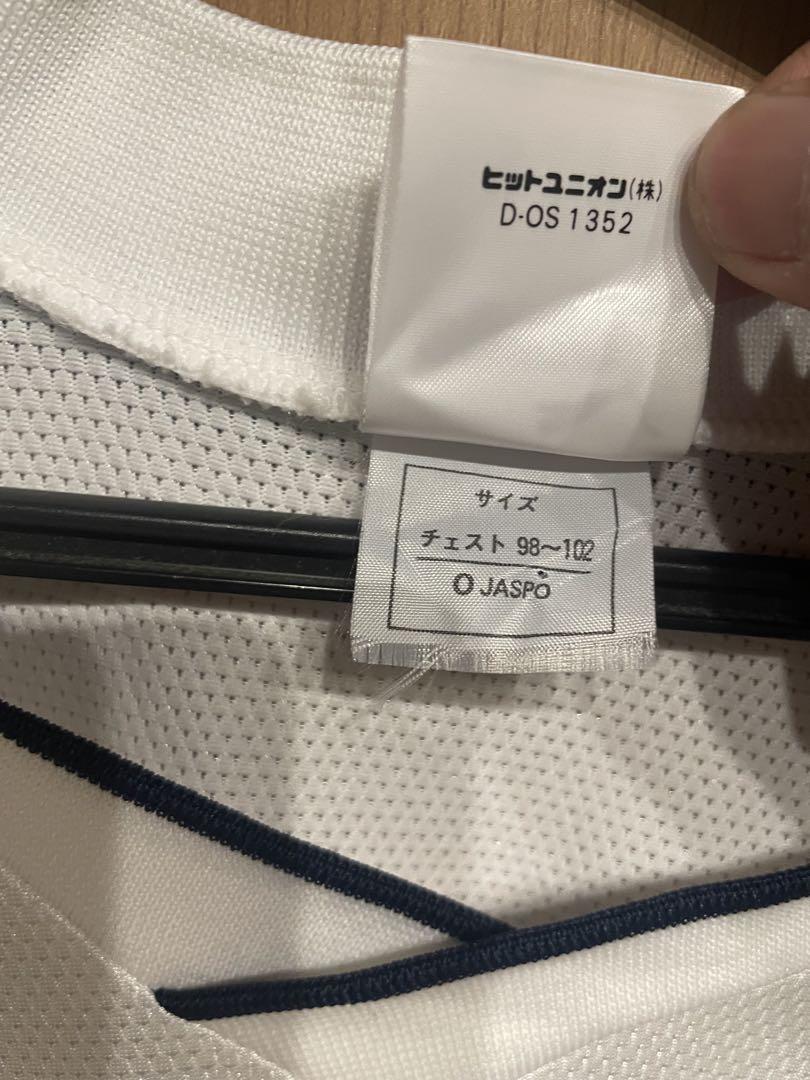 ヒットユニオン(株)
D-OS 1352
サイズ
チェスト 98〜102
O JASPO